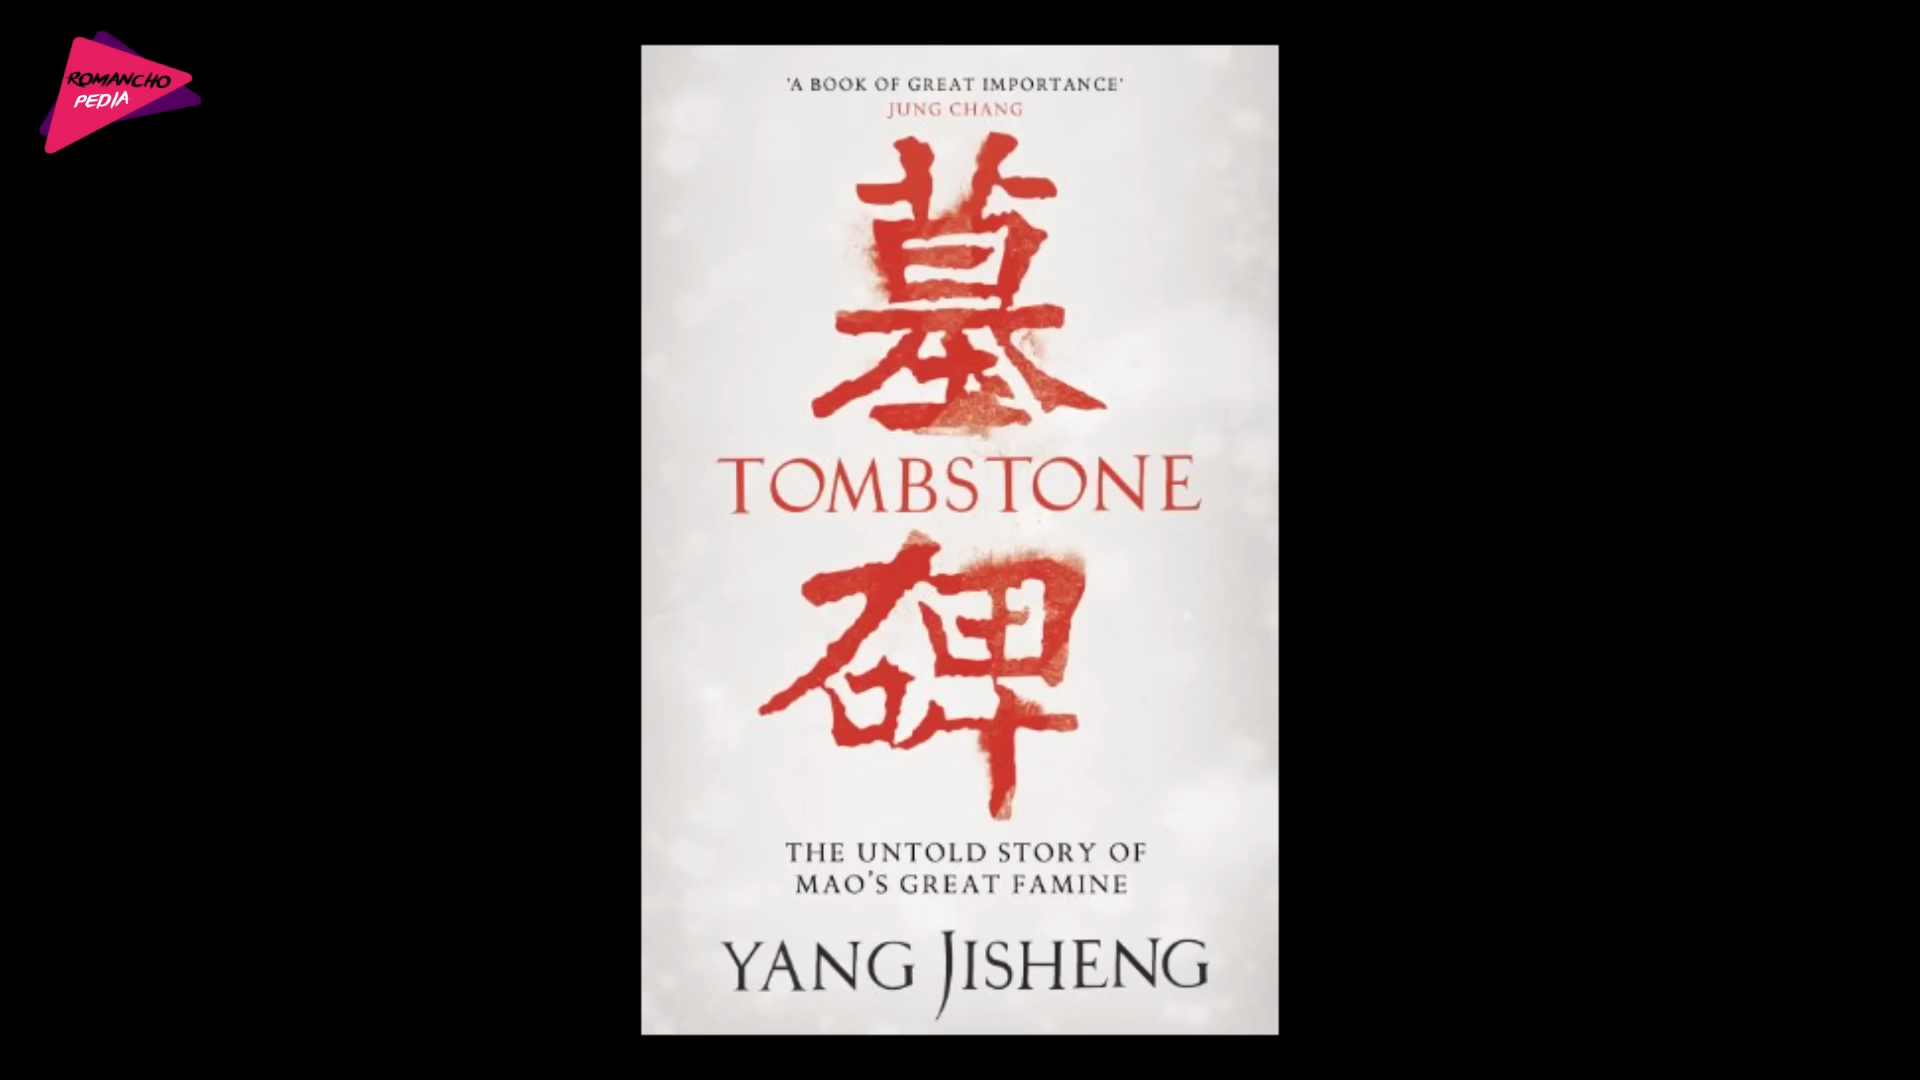 ROMANCHO
PEDIA
'A BOOK OF GREAT IMPORTANCE'
JUNG CHANG
墓
TOMBSTONE
碑
THE UNTOLD STORY OF
MAO'S GREAT FAMINE
YANG JISHENG